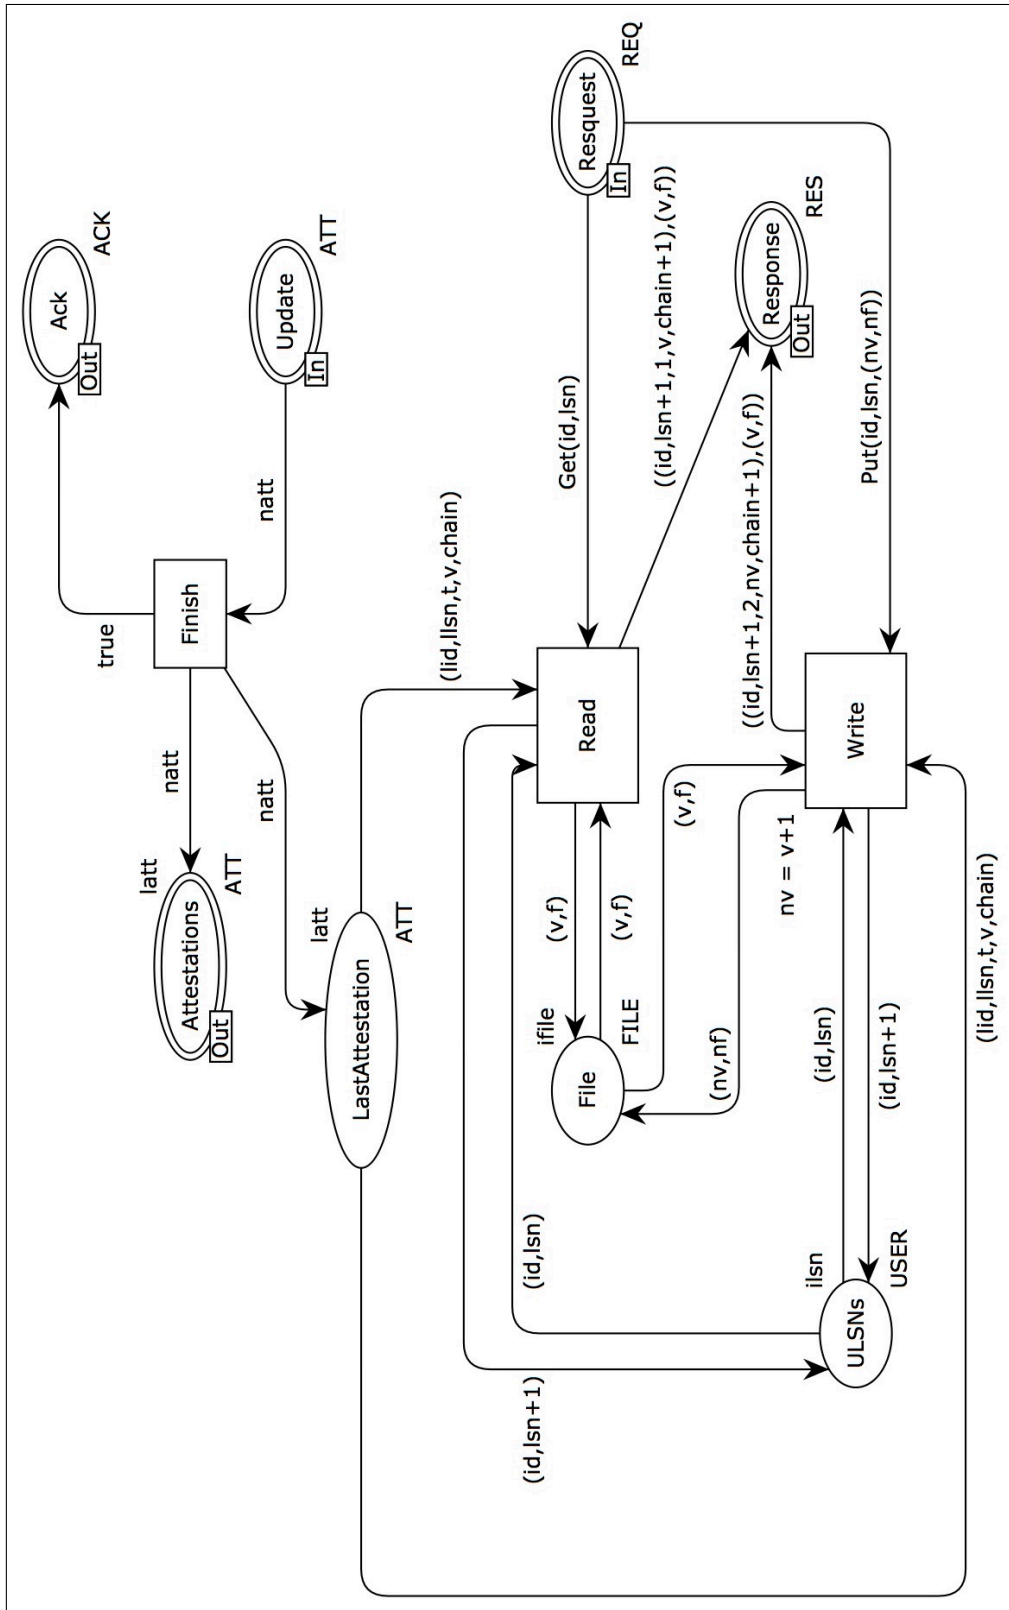 Ack
Out
ACK
true
latt
natt
Attestations
Finish
Out
ATT
natt
natt
Update
In
ATT
latt
LastAttestation
ATT
(lid,llsn,t,v,chain)
(id,lsn+1)
(id,lsn)
ifile
(v,f)
Get(id,lsn)
File
Read
Resquest
In
(v,f)
FILE
REQ
((id,lsn+1,1,v,chain+1),(v,f))
(v,f)
(nv,nf)
((id,lsn+1,2,nv,chain+1),(v,f))
Response
nv = v+1
Out
ilsn
RES
(id,lsn)
ULSNs
Write
Put(id,lsn,(nv,nf))
(id,lsn+1)
USER
(lid,llsn,t,v,chain)